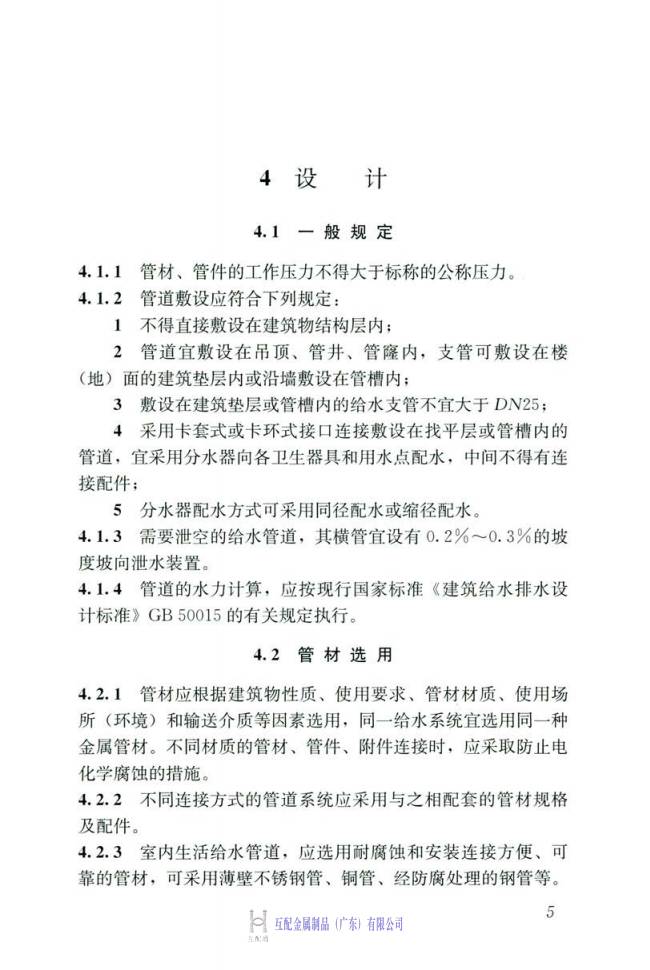 4 设 计
4.1 一般规定
4.1.1 管材、管件的工作压力不得大于标称的公称压力。
4.1.2 管道敷设应符合下列规定：
1 不得直接敷设在建筑物结构层内；
2 管道宜敷设在吊顶、管井、管窿内，支管可敷设在楼
（地）面的建筑垫层内或沿墙敷设在管槽内；
3 敷设在建筑垫层或管槽内的给水支管不宜大于 DN25；
4 采用卡套式或卡环式接口连接敷设在找平层或管槽内的
管道，宜采用分水器向各卫生器具和用水点配水，中间不得有连
接配件；
5 分水器配水方式可采用同径配水或缩径配水。
4.1.3 需要泄空的给水管道，其横管宜设有 0.2%～0.3%的坡
度坡向泄水装置。
4.1.4 管道的水力计算，应按现行国家标准《建筑给水排水设
计标准》GB 50015 的有关规定执行。
4.2 管材选用
4.2.1 管材应根据建筑物性质、使用要求、管材材质、使用场
所（环境）和输送介质等因素选用，同一给水系统宜选用同一种
金属管材。不同材质的管材、管件、附件连接时，应采取防止电
化学腐蚀的措施。
4.2.2 不同连接方式的管道系统应采用与之相配套的管材规格
及配件。
4.2.3 室内生活给水管道，应选用耐腐蚀和安装连接方便、可
靠的管材，可采用薄壁不锈钢管、铜管、经防腐处理的钢管等。
5
互配金属制品（广东）有限公司